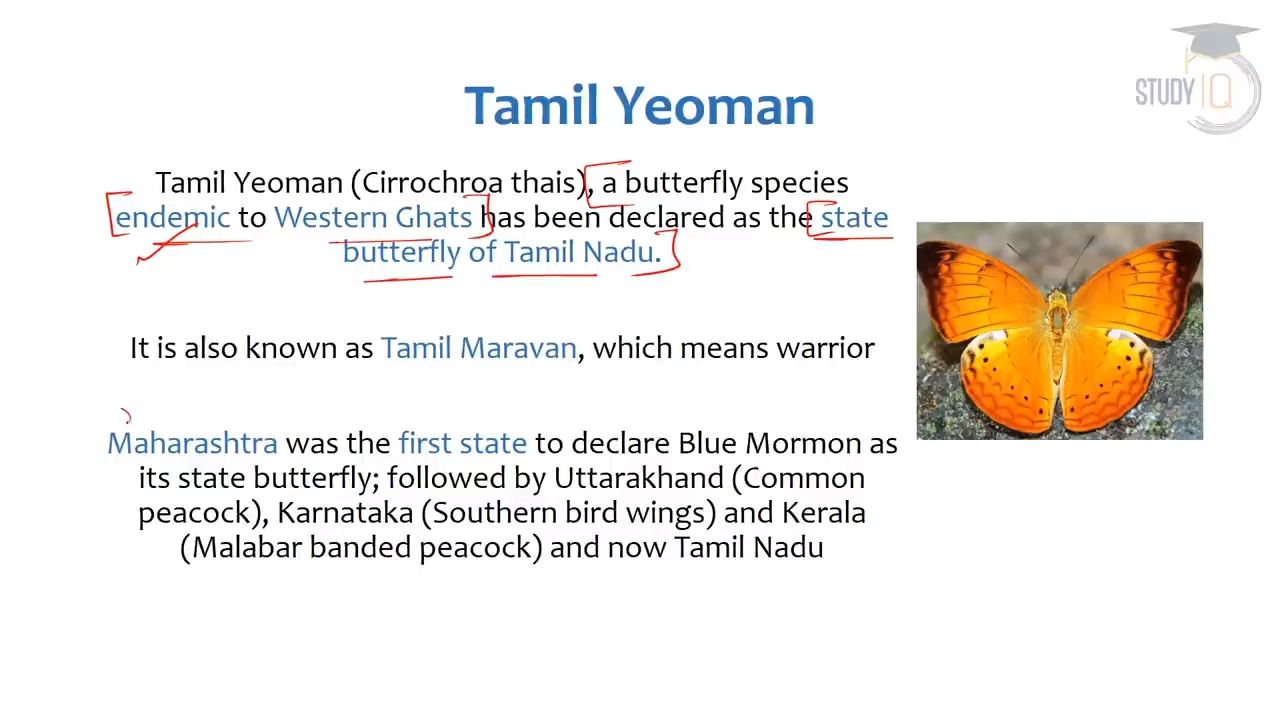 STUDY IQ
Tamil Yeoman
Tamil Yeoman (Cirrochroa thais), a butterfly species
endemic to Western Ghats has been declared as the state
butterfly of Tamil Nadu.
It is also known as Tamil Maravan, which means warrior
Maharashtra was the first state to declare Blue Mormon as
its state butterfly; followed by Uttarakhand (Common
peacock), Karnataka (Southern bird wings) and Kerala
(Malabar banded peacock) and now Tamil Nadu